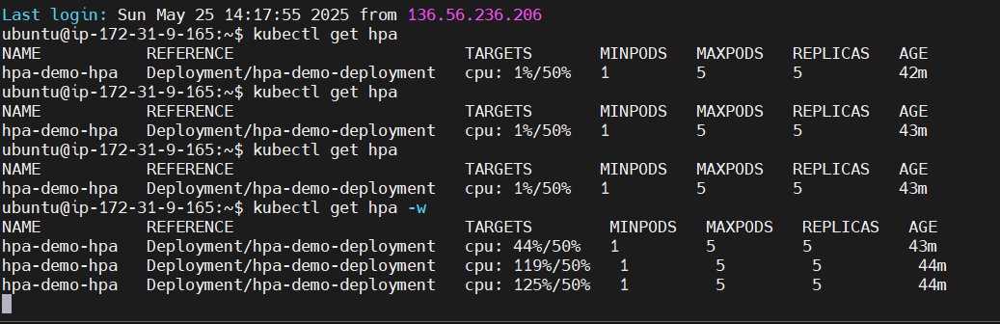 Last login: Sun May 25 14:17:55 2025 from 136.56.236.206
ubuntu@ip-172-31-9-165:~$ kubectl get hpa
NAME           REFERENCE                        TARGETS       MINPODS   MAXPODS   REPLICAS   AGE
hpa-demo-hpa   Deployment/hpa-demo-deployment   cpu: 1%/50%   1         5         5          42m
ubuntu@ip-172-31-9-165:~$ kubectl get hpa
NAME           REFERENCE                        TARGETS       MINPODS   MAXPODS   REPLICAS   AGE
hpa-demo-hpa   Deployment/hpa-demo-deployment   cpu: 1%/50%   1         5         5          43m
ubuntu@ip-172-31-9-165:~$ kubectl get hpa
NAME           REFERENCE                        TARGETS       MINPODS   MAXPODS   REPLICAS   AGE
hpa-demo-hpa   Deployment/hpa-demo-deployment   cpu: 1%/50%   1         5         5          43m
ubuntu@ip-172-31-9-165:~$ kubectl get hpa -w
NAME           REFERENCE                        TARGETS        MINPODS   MAXPODS   REPLICAS   AGE
hpa-demo-hpa   Deployment/hpa-demo-deployment   cpu: 44%/50%   1         5         5          43m
hpa-demo-hpa   Deployment/hpa-demo-deployment   cpu: 119%/50%   1         5         5          44m
hpa-demo-hpa   Deployment/hpa-demo-deployment   cpu: 125%/50%   1         5         5          44m